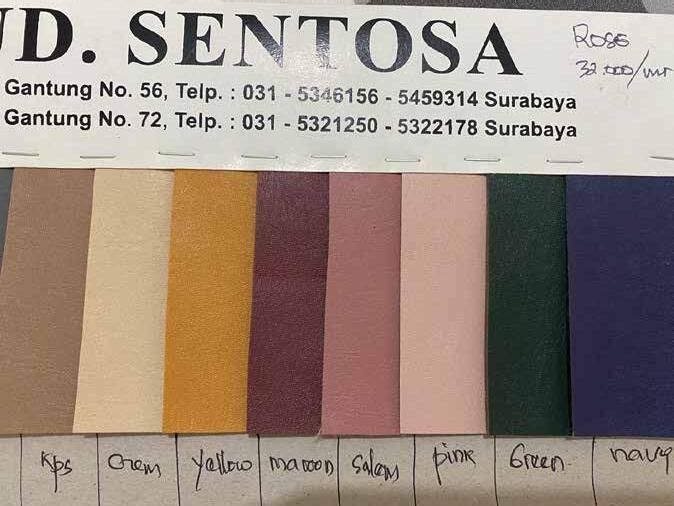 UD. SENTOSA
Gantung No. 56, Telp. : 031 - 5346156 - 5459314 Surabaya
Gantung No. 72, Telp. : 031 - 5321250 - 5322178 Surabaya
ROSE
32.000/mr
Kps
Crem
Yellow
maroon
Salem
pink
Green
navy